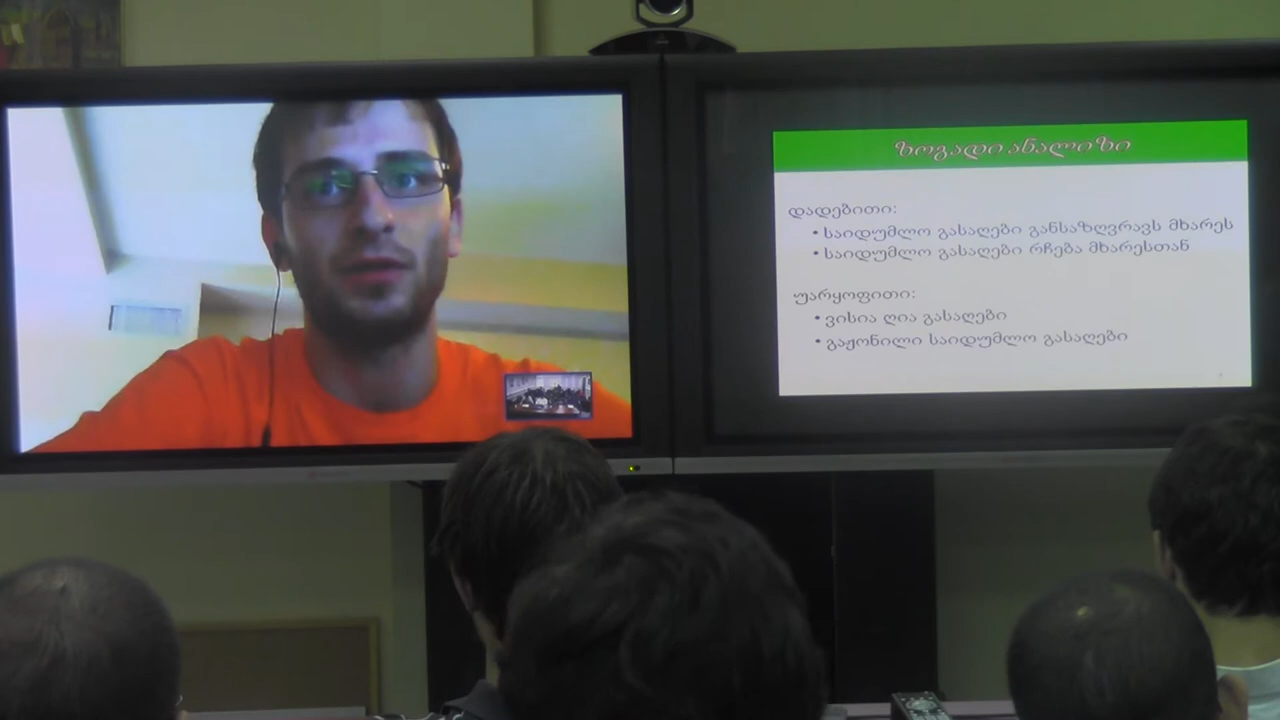 ზოგადი ანალიზი
დადებითი:
• საიდუმლო გასაღები განსაზღვრავს მხარეს
• საიდუმლო გასაღები რჩება მხარესთან
უარყოფითი:
• ვისია ღია გასაღები
• გაჟონილი საიდუმლო გასაღები